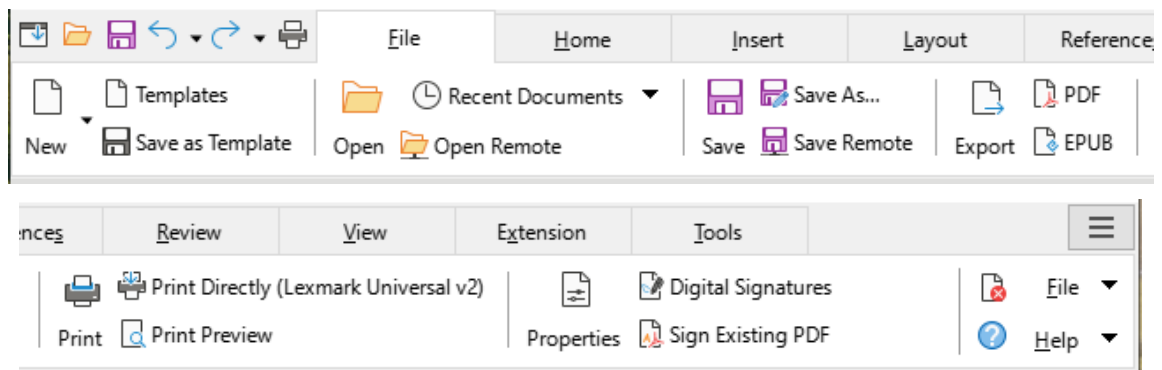 File Home Insert Layout References
New Templates Open Recent Documents Save Save As... Export PDF
Save as Template Open Remote Save Remote EPUB
ences Review View Extension Tools
Print Print Directly (Lexmark Universal v2) Properties Digital Signatures File
Print Preview Sign Existing PDF Help